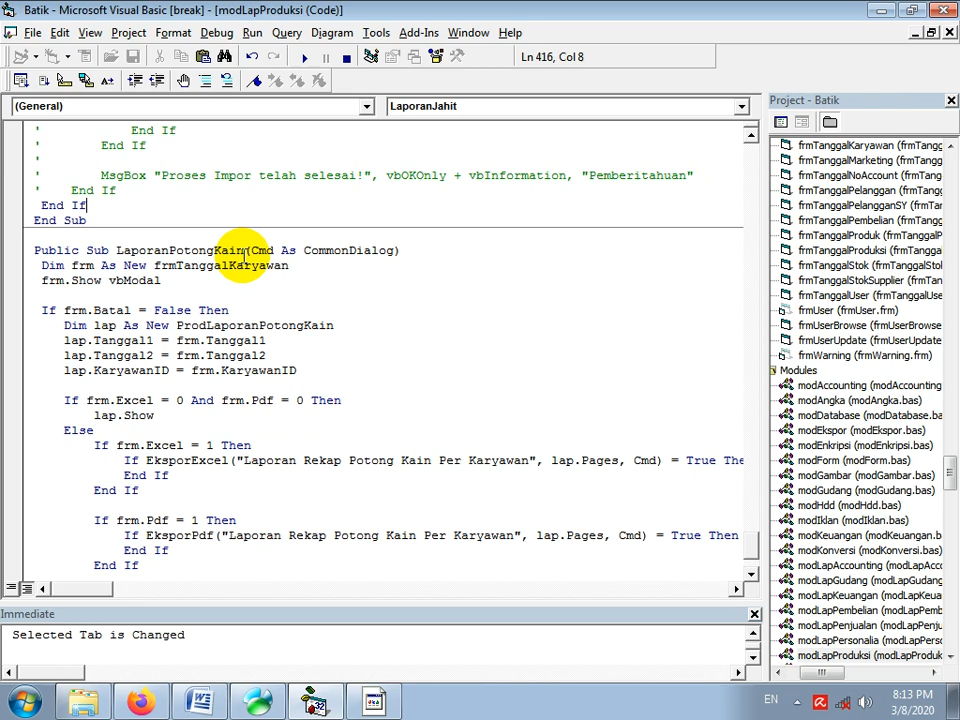 Batik - Microsoft Visual Basic [break] - [modLapProduksi (Code)]
File Edit View Project Format Debug Run Query Diagram Tools Add-Ins Window Help
Ln 416, Col 8
(General)
LaporanJahit
' End If
' End If
'
' MsgBox "Proses Impor telah selesai!", vbOKOnly + vbInformation, "Pemberitahuan"
' End If
End If
End Sub
Public Sub LaporanPotongKain(Cmd As CommonDialog)
Dim frm As New frmTanggalKaryawan
frm.Show vbModal
If frm.Batal = False Then
Dim lap As New ProdLaporanPotongKain
lap.Tanggal1 = frm.Tanggal1
lap.Tanggal2 = frm.Tanggal2
lap.KaryawanID = frm.KaryawanID
If frm.Excel = 0 And frm.Pdf = 0 Then
lap.Show
Else
If frm.Excel = 1 Then
If EksporExcel("Laporan Rekap Potong Kain Per Karyawan", lap.Pages, Cmd) = True The
End If
End If
If frm.Pdf = 1 Then
If EksporPdf("Laporan Rekap Potong Kain Per Karyawan", lap.Pages, Cmd) = True Then
End If
End If
Immediate
Selected Tab is Changed
Project - Batik
frmTanggalKaryawan (frmTangg
frmTanggalMarketing (frmTangg
frmTanggalNoAccount (frmTang
frmTanggalPelanggan (frmTang
frmTanggalPelangganSY (frmTa
frmTanggalPembelian (frmTang
frmTanggalProduk (frmTanggal
frmTanggalProduksi (frmTangga
frmTanggalStok (frmTanggalStok
frmTanggalStokSupplier (frmTan
frmTanggalUser (frmTanggalUse
frmUser (frmUser.frm)
frmUserBrowse (frmUserBrowse
frmUserUpdate (frmUserUpdate
frmWarning (frmWarning.frm)
Modules
modAccounting (modAccounting
modAngka (modAngka.bas)
modDatabase (modDatabase.ba
modEkspor (modEkspor.bas)
modEnkripsi (modEnkripsi.bas)
modForm (modForm.bas)
modGambar (modGambar.bas)
modGudang (modGudang.bas)
modHdd (modHdd.bas)
modIklan (modIklan.bas)
modKeuangan (modKeuangan.b
modKonversi (modKonversi.bas)
modLapAccounting (modLapAcco
modLapGudang (modLapGudang
modLapKeuangan (modLapKeua
modLapPembelian (modLapPemb
modLapPenjualan (modLapPenju
modLapPersonalia (modLapPerso
modLapProduksi (modLapProduksi
EN
8:13 PM
3/8/2020